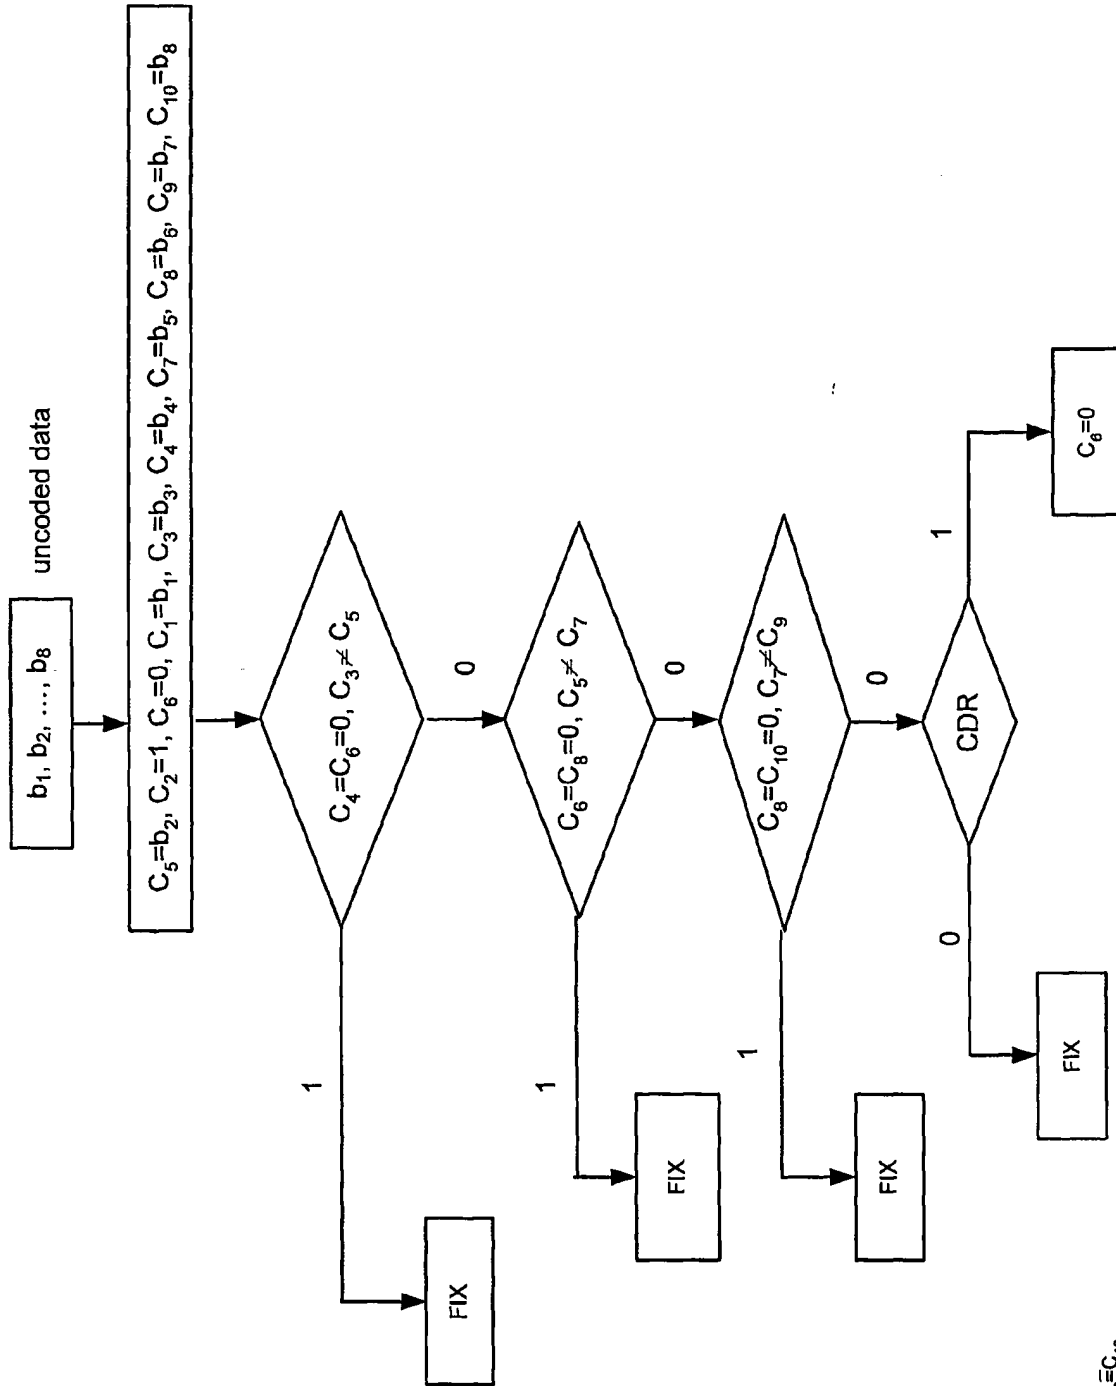 b₁, b₂, ..., b₈
uncoded data
C₅=b₂, C₂=1, C₆=0, C₁=b₁, C₃=b₃, C₄=b₄, C₇=b₅, C₈=b₆, C₉=b₇, C₁₀=b₈
C₄=C₆=0, C₃≠C₅
1
0
FIX
C₆=C₈=0, C₅≠C₇
1
0
FIX
C₈=C₁₀=0, C₇≠C₉
1
0
FIX
CDR
0
1
FIX
C₆=0